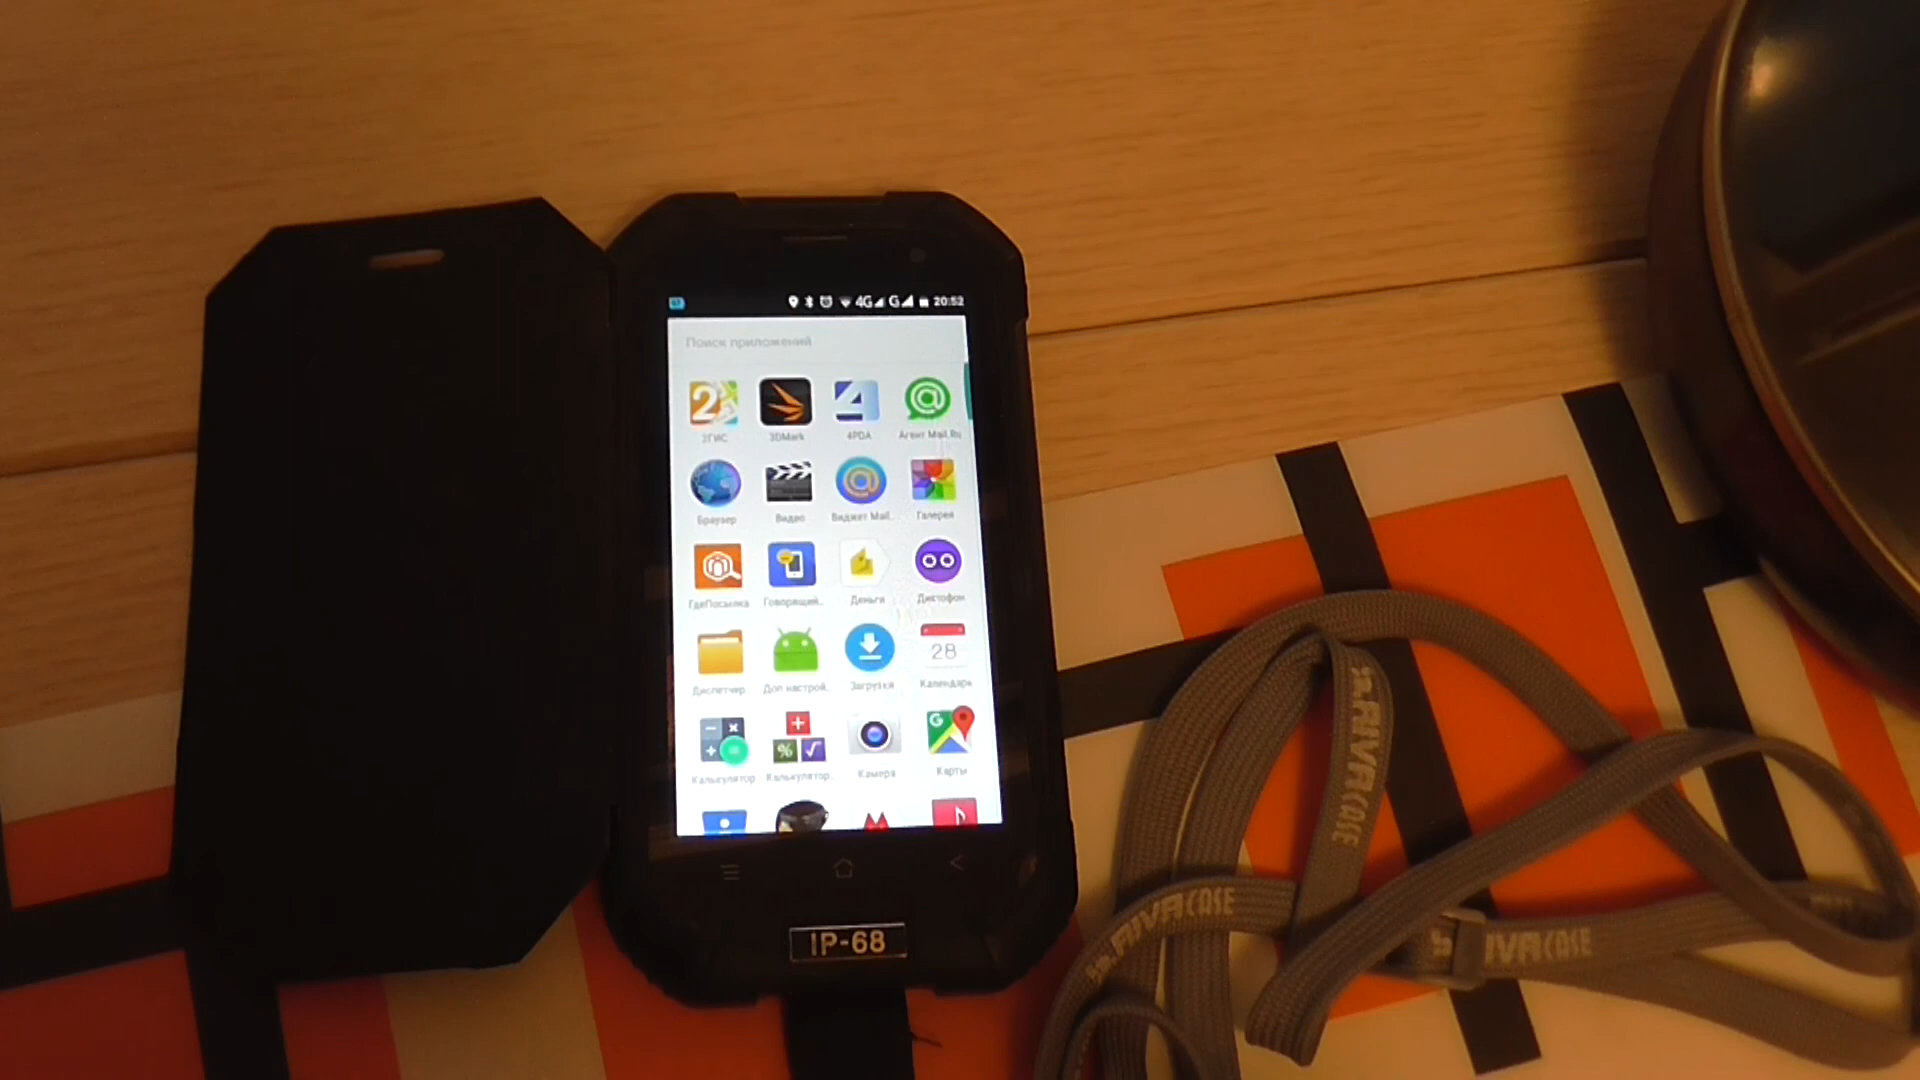 4G G 20:52
Поиск приложений
2ГИС 3DMark 4PDA Агент Mail.Ru
Браузер Видео Виджет Mail.. Галерея
ГдеПосылка Говорящий.. Деньги Диктофон
28
Диспетчер.. Доп настрой.. Загрузки Календарь
Калькулятор Калькулятор.. Камера Карты
IP-68
RIVACASE
RIVACASE
RIVACASE